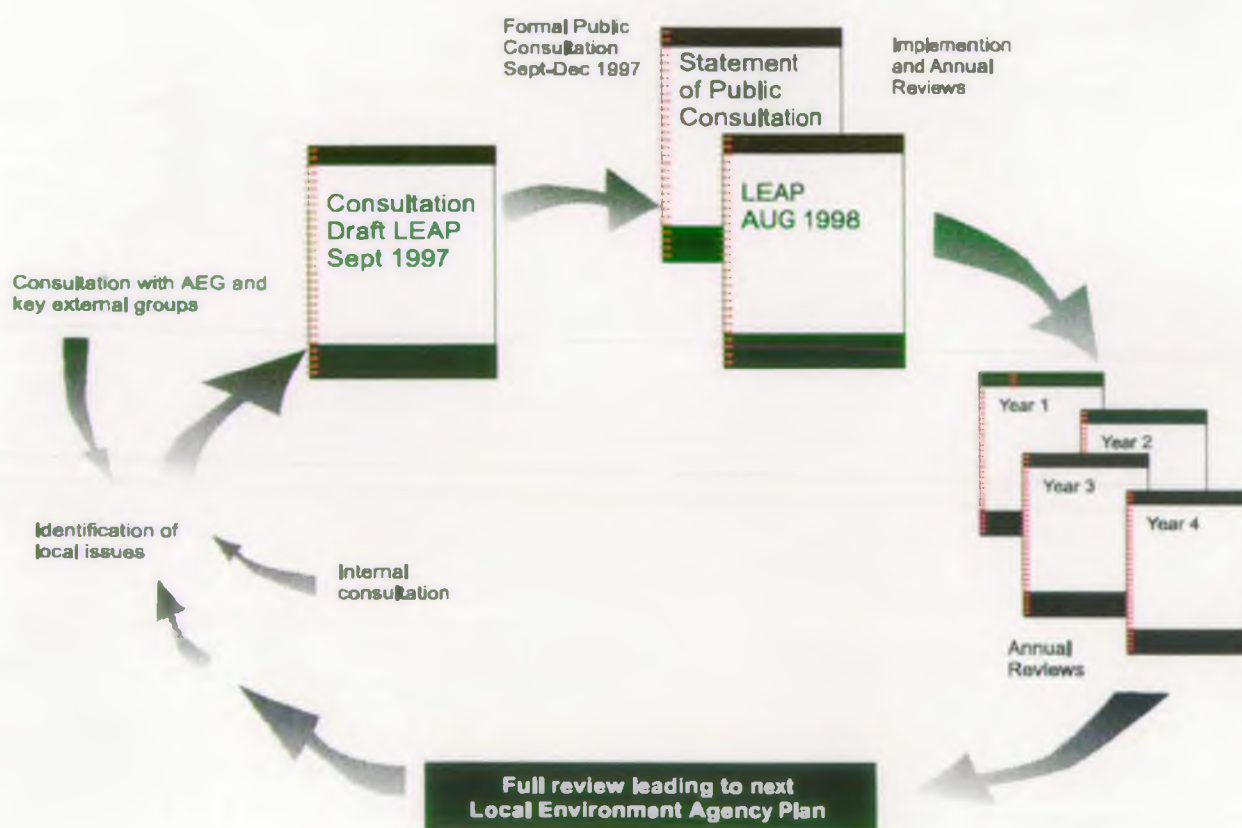 Formal Public
Consultation
Sept-Dec 1997
Statement
of Public
Consultation
Implemention
and Annual
Reviews
Consultation
Draft LEAP
Sept 1997
LEAP
AUG 1998
Consultation with AEG and
key external groups
Year 1
Year 2
Year 3
Year 4
Identification of
local issues
Internal
consultation
Annual
Reviews
Full review leading to next
Local Environment Agency Plan